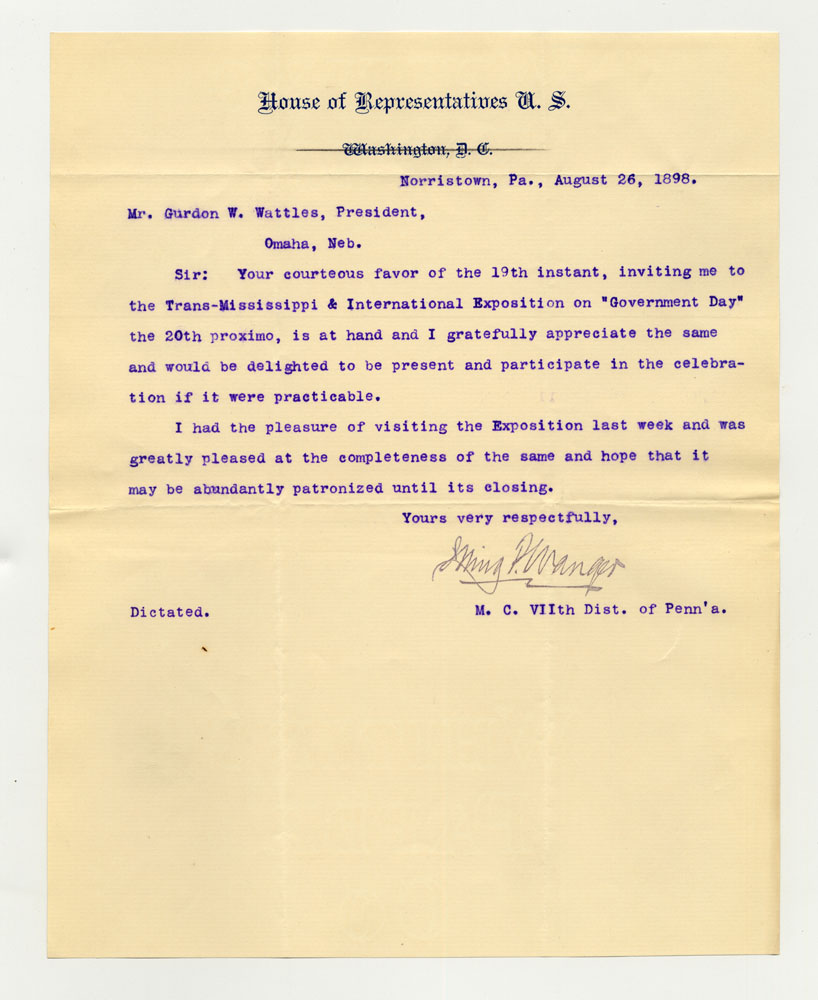 House of Representatives U. S.
Washington, D. C.
Norristown, Pa., August 26, 1898.
Mr. Gurdon W. Wattles, President,
Omaha, Neb.
Sir: Your courteous favor of the 19th instant, inviting me to
the Trans-Mississippi & International Exposition on "Government Day"
the 20th proximo, is at hand and I gratefully appreciate the same
and would be delighted to be present and participate in the celebra-
tion if it were practicable.
I had the pleasure of visiting the Exposition last week and was
greatly pleased at the completeness of the same and hope that it
may be abundantly patronized until its closing.
Yours very respectfully,
Irving P. Wanger
Dictated.
M. C. VIIth Dist. of Penn'a.